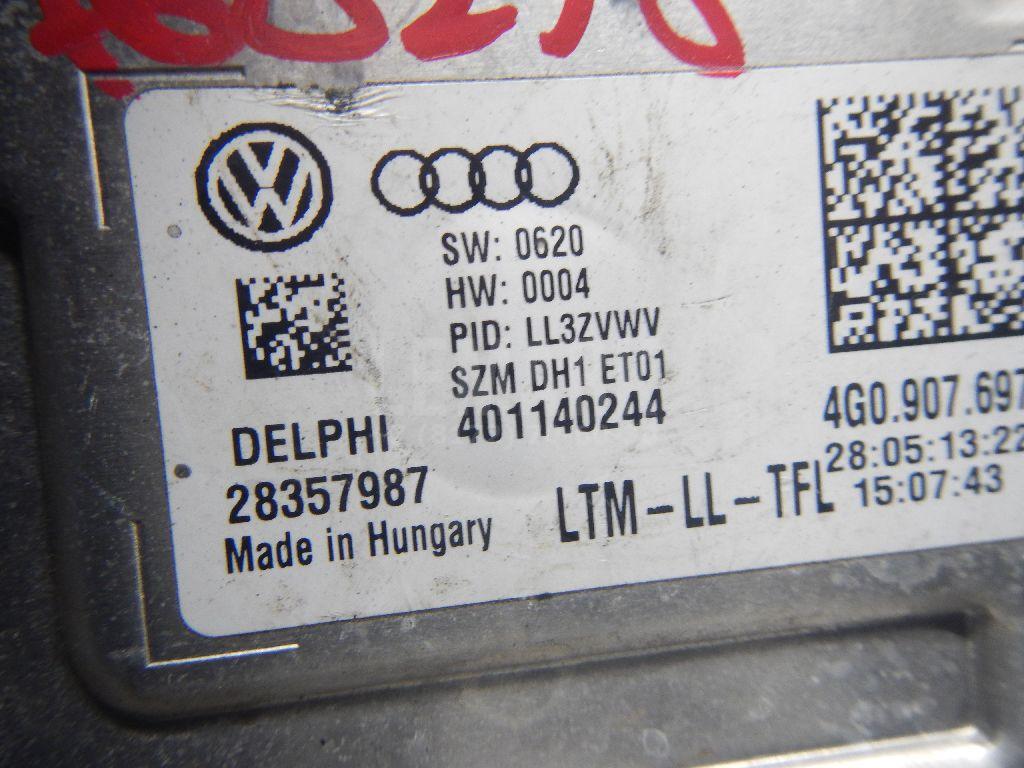 SW: 0620
HW: 0004
PID: LL3ZVWV
SZM DH1 ET01
401140244
DELPHI
28357987
Made in Hungary
LTM-LL-TFL
4G0.907.697
28:05:13:22
15:07:43